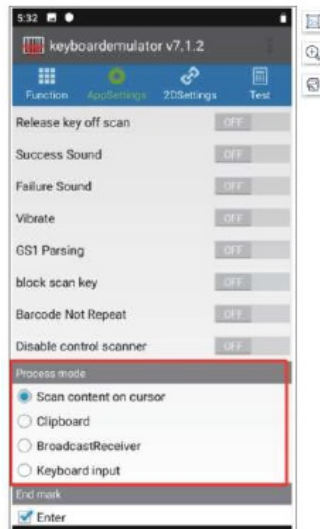 5:32
keyboardemulator v7.1.2
Function AppSettings 2DSettings Test
Release key off scan OFF
Success Sound OFF
Failure Sound OFF
Vibrate OFF
GS1 Parsing OFF
block scan key OFF
Barcode Not Repeat OFF
Disable control scanner OFF
Process mode
Scan content on cursor
Clipboard
BroadcastReceiver
Keyboard input
End mark
Enter